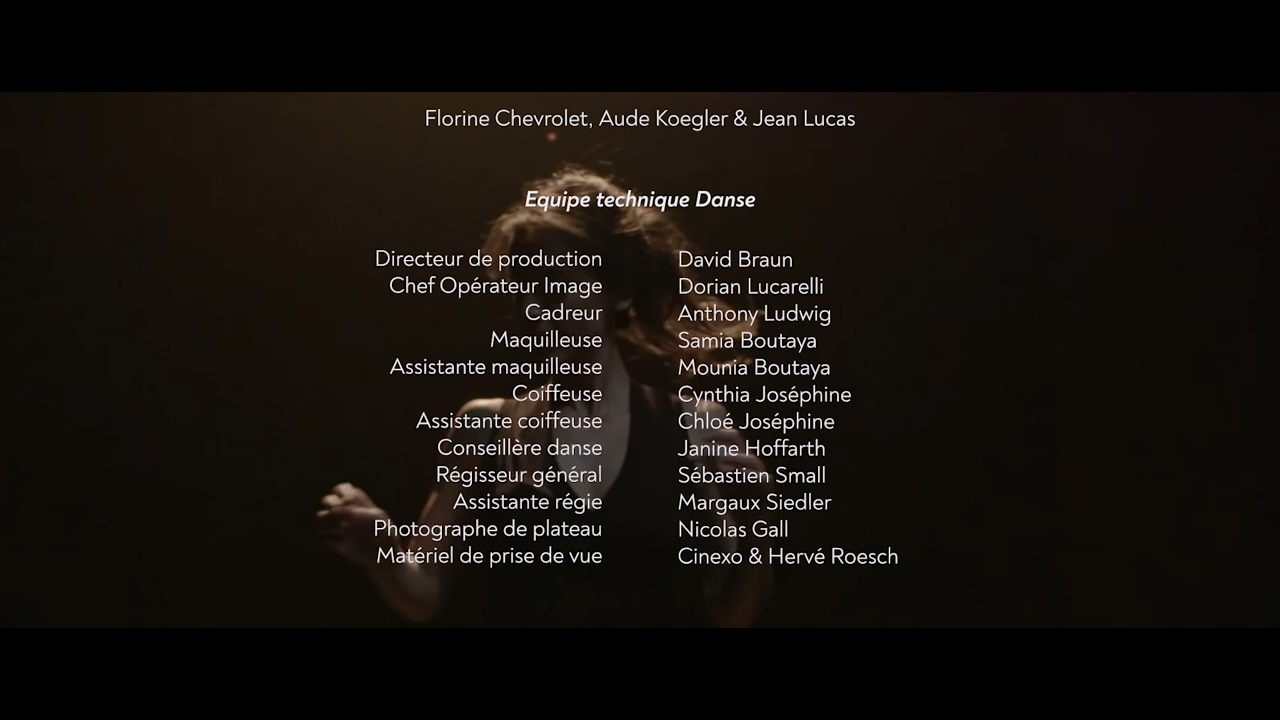 Florine Chevrolet, Aude Koegler & Jean Lucas
Equipe technique Danse
Directeur de production David Braun
Chef Opérateur Image Dorian Lucarelli
Cadreur Anthony Ludwig
Maquilleuse Samia Boutaya
Assistante maquilleuse Mounia Boutaya
Coiffeuse Cynthia Joséphine
Assistante coiffeuse Chloé Joséphine
Conseillère danse Janine Hoffarth
Régisseur général Sébastien Small
Assistante régie Margaux Siedler
Photographe de plateau Nicolas Gall
Matériel de prise de vue Cinexo & Hervé Roesch